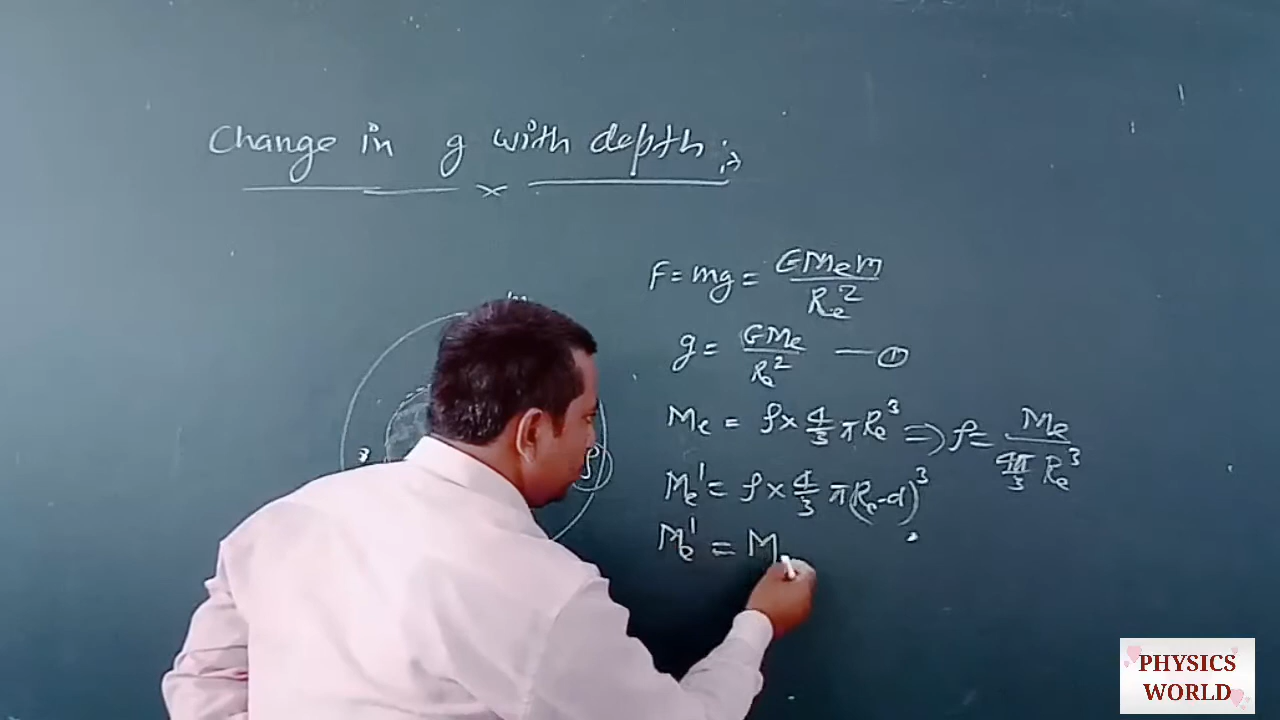 Change in g with depth :→
F = mg = GMem / Re²
g = GMe / Re² — ①
Me = ρ × 4/3 π Re³ ⇒ ρ = Me / (4π/3 Re³)
Me' = ρ × 4/3 π (Re-d)³
Me' = M
ρ
PHYSICS
WORLD